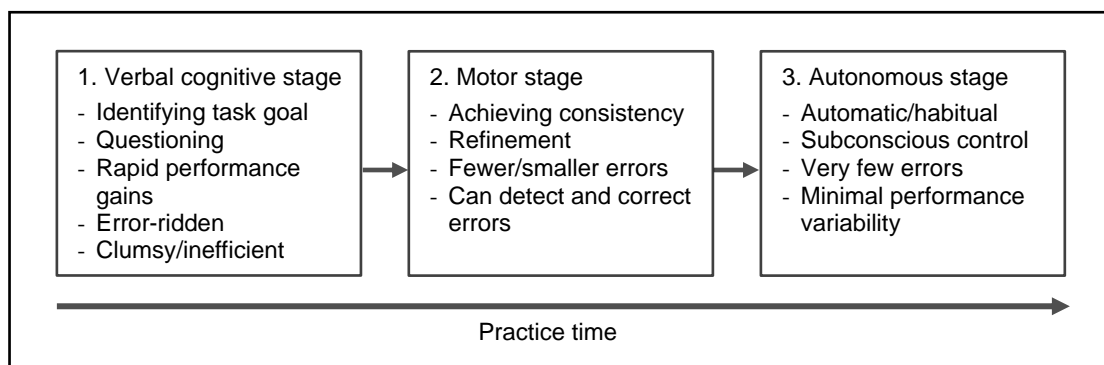 1. Verbal cognitive stage
- Identifying task goal
- Questioning
- Rapid performance
gains
- Error-ridden
- Clumsy/inefficient
2. Motor stage
- Achieving consistency
- Refinement
- Fewer/smaller errors
- Can detect and correct
errors
3. Autonomous stage
- Automatic/habitual
- Subconscious control
- Very few errors
- Minimal performance
variability
Practice time